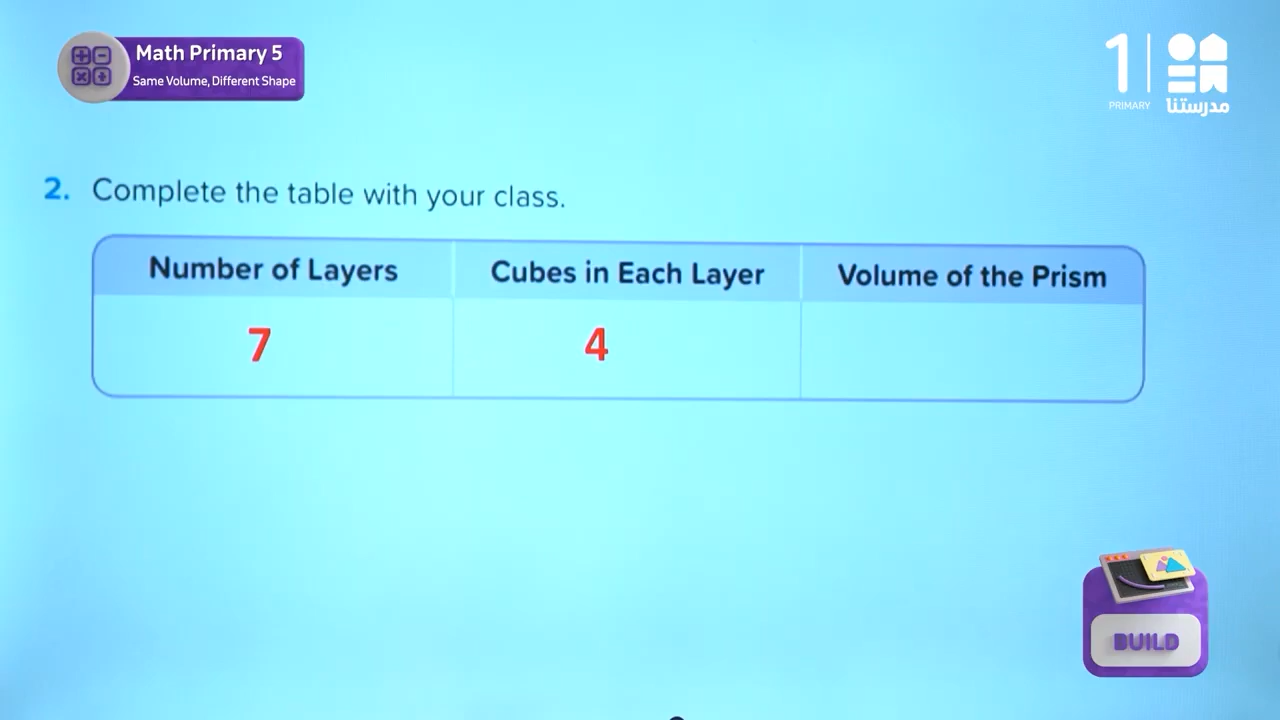 Math Primary 5
Same Volume, Different Shape
1
PRIMARY
مدرستنا
2. Complete the table with your class.
Number of Layers Cubes in Each Layer Volume of the Prism
7 4
BUILD